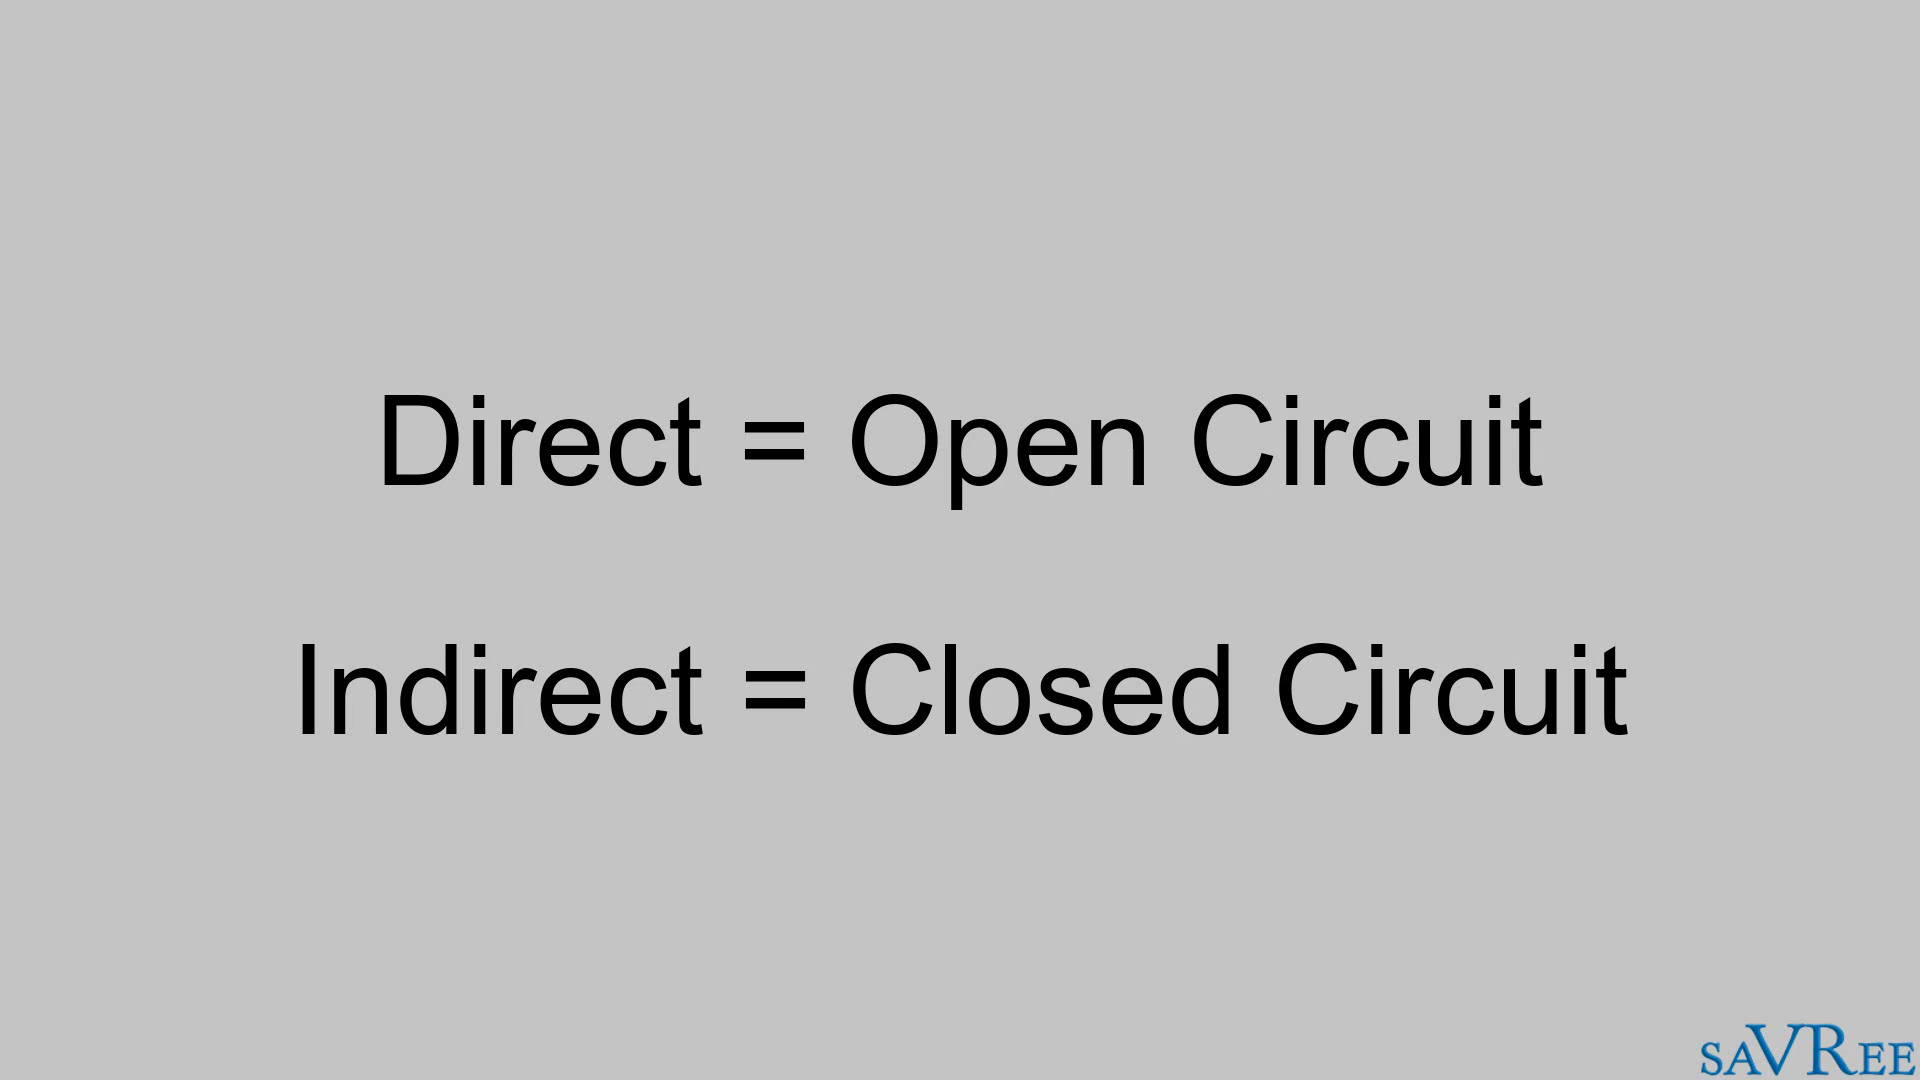 Direct = Open Circuit
Indirect = Closed Circuit
saVRee